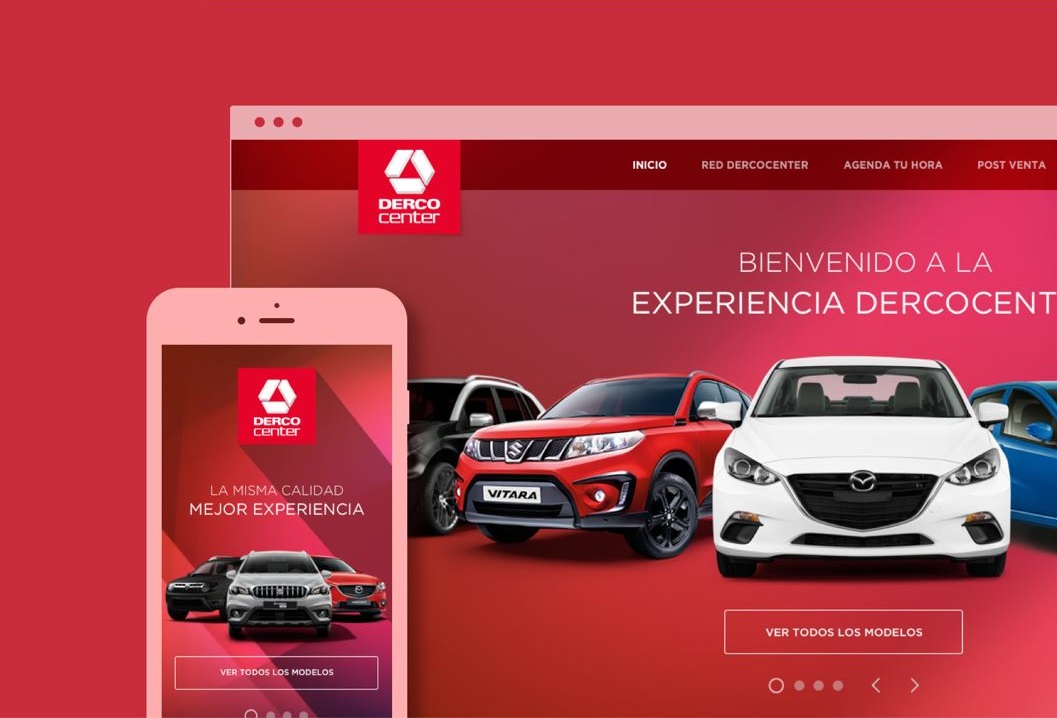 DERCO
center
INICIO RED DERCOCENTER AGENDA TU HORA POST VENTA
BIENVENIDO A LA
EXPERIENCIA DERCOCENT
VITARA
VER TODOS LOS MODELOS
DERCO
center
LA MISMA CALIDAD
MEJOR EXPERIENCIA
VER TODOS LOS MODELOS